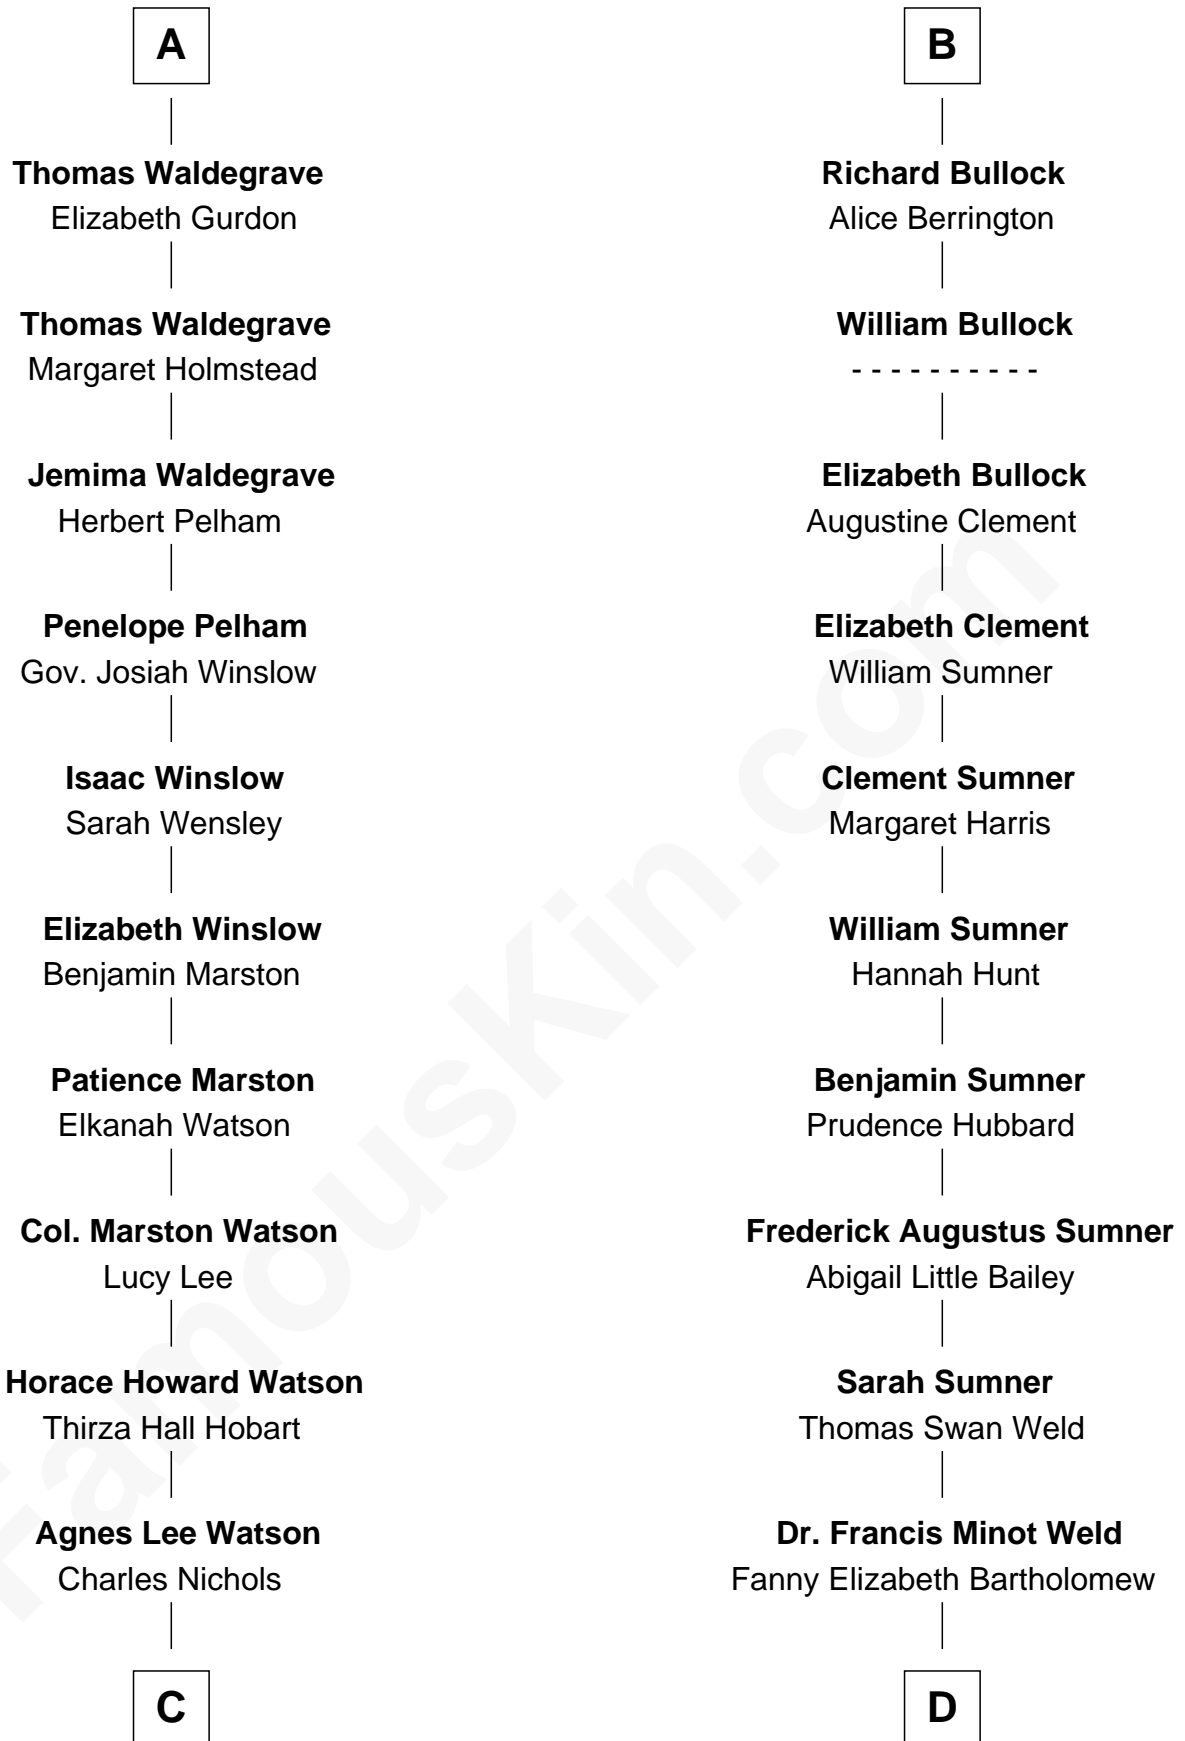 A
Thomas Waldegrave
Elizabeth Gurdon
Thomas Waldegrave
Margaret Holmstead
Jemima Waldegrave
Herbert Pelham
Penelope Pelham
Gov. Josiah Winslow
Isaac Winslow
Sarah Wensley
Elizabeth Winslow
Benjamin Marston
Patience Marston
Elkanah Watson
Col. Marston Watson
Lucy Lee
Horace Howard Watson
Thirza Hall Hobart
Agnes Lee Watson
Charles Nichols
C
B
Richard Bullock
Alice Berrington
William Bullock
- - - - - - - - - -
Elizabeth Bullock
Augustine Clement
Elizabeth Clement
William Sumner
Clement Sumner
Margaret Harris
William Sumner
Hannah Hunt
Benjamin Sumner
Prudence Hubbard
Frederick Augustus Sumner
Abigail Little Bailey
Sarah Sumner
Thomas Swan Weld
Dr. Francis Minot Weld
Fanny Elizabeth Bartholomew
D
FamousKin.com